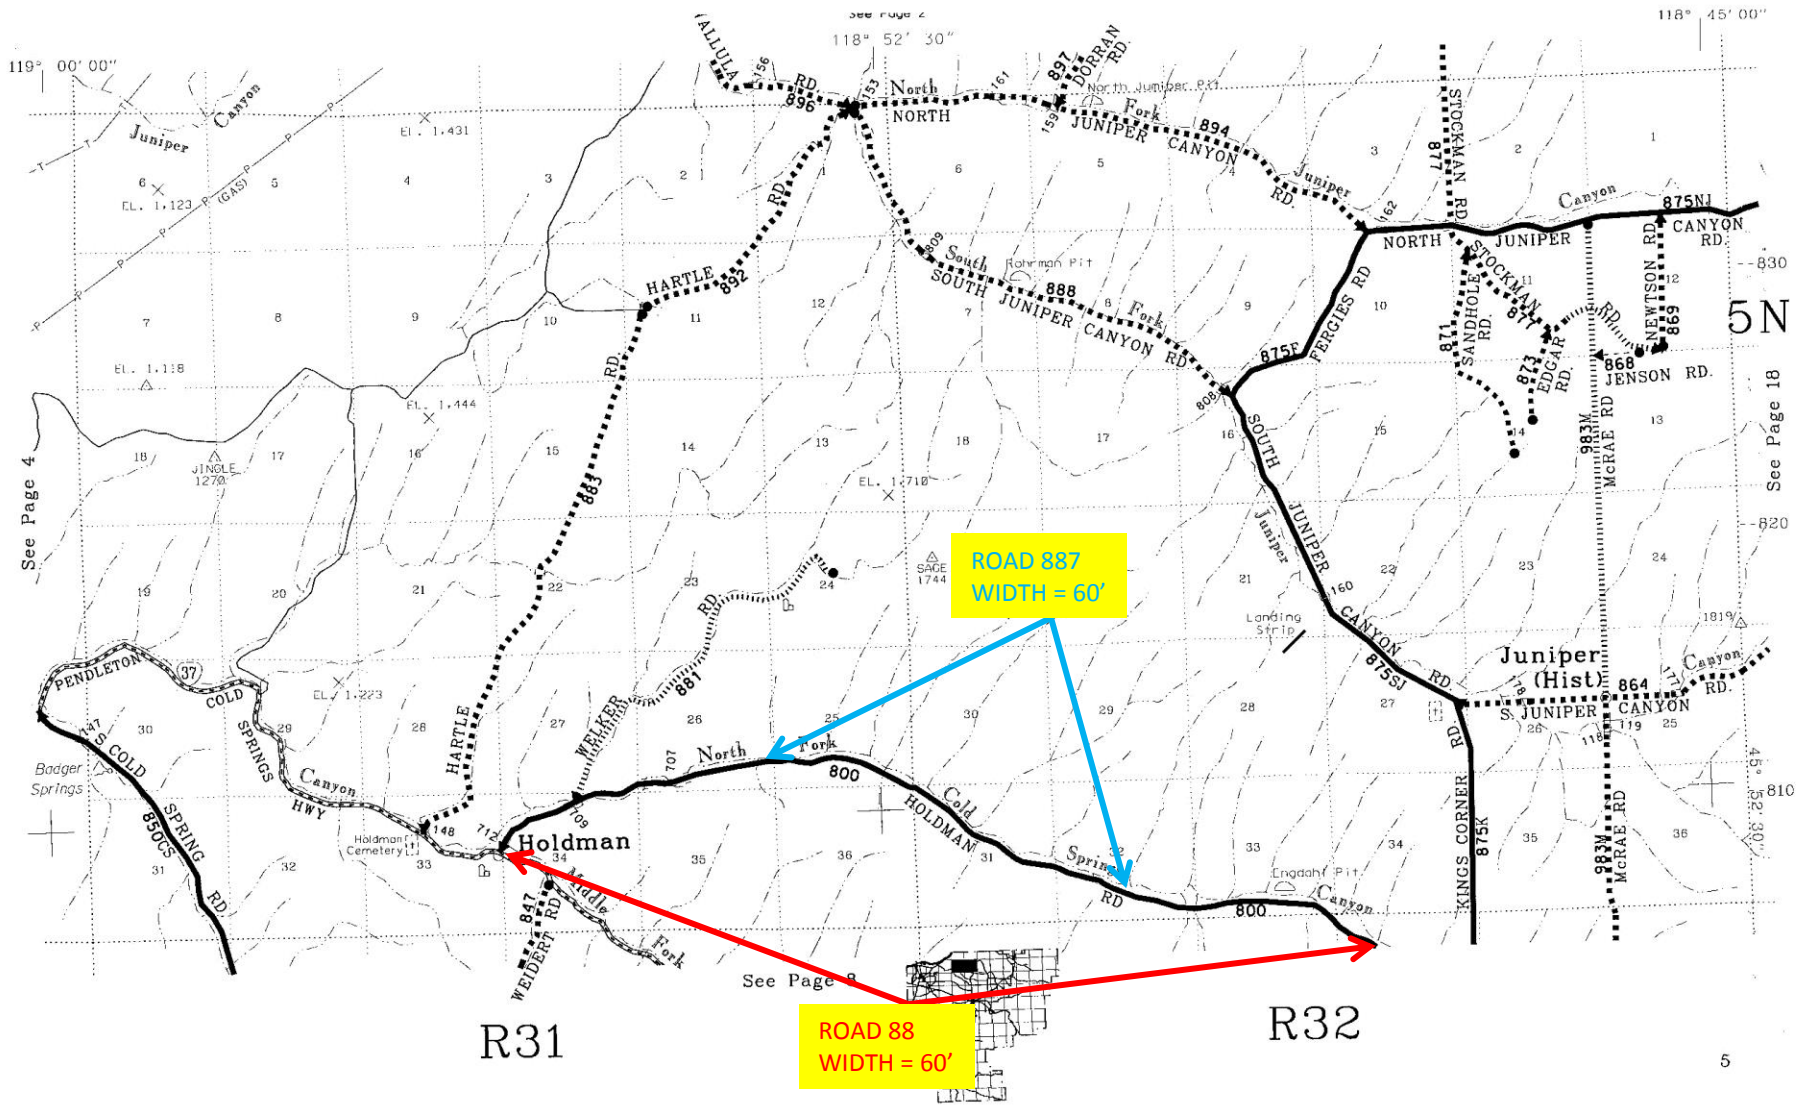 See Page 2
118° 52' 30"
118° 45' 00"
119° 00' 00"
WALLULA
RD.
896
156
153
North
NORTH
161
897
DORRAN
RD.
North Juniper Pit
159
Fork
JUNIPER CANYON
894
Juniper
RD.
162
STOCKMAN RD.
877
Canyon
875NJ
NORTH JUNIPER CANYON
RD.
Juniper
Canyon
(GAS)
EL. 1,431
EL. 1,123
6
5
4
3
2
1
6
5
4
3
2
1
HARTLE
RD.
892
809
South
Rohrman Pit
888
SOUTH JUNIPER CANYON RD.
Fork
FERGIES RD
875F
STOCKMAN
877
RD
SANDHOLE
RD.
871
873
EDGAR
RD.
NEWTSON RD.
869
868
JENSON RD.
830
5N
7
8
9
10
11
12
7
8
9
10
11
12
EL. 1,118
EL. 1,444
RD.
883
808
983M
McRAE RD
See Page 18
See Page 4
18
17
16
15
14
13
18
17
16
15
14
13
JINGLE
1270
EL. 1,710
SOUTH JUNIPER CANYON RD
Juniper
820
19
20
21
22
23
24
21
22
23
24
SAGE
1744
ROAD 887
WIDTH = 60'
160
Landing
Strip
1819
PENDLETON
37
COLD
SPRINGS
HWY
EL. 1,223
WELKER
RD.
881
875SJ
Juniper
(Hist)
178
864
177
Canyon
RD.
S. JUNIPER CANYON
118
119
30
29
28
27
26
25
30
29
28
27
26
25
147
S COLD
SPRING
RD
850CS
Badger
Springs
Canyon
HARTLE
707
North
Fork
800
Cold
HOLDMAN
RD
Spring
Canyon
709
712
148
Holdman
Holdman
Cemetery
KINGS CORNER
RD
875K
983M
McRAE RD
810
45° 52' 30"
32
33
34
35
36
31
32
33
34
35
36
31
Engdahl Pit
800
847
WEIDERT
RD
Middle
Fork
See Page 8
R31
R32
ROAD 88
WIDTH = 60'
5